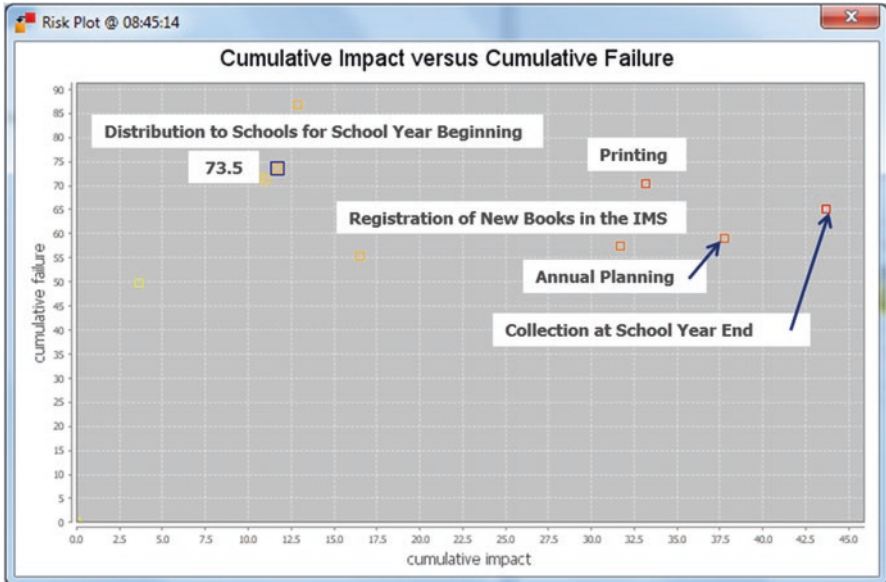 Risk Plot @ 08:45:14
X
Cumulative Impact versus Cumulative Failure
cumulative failure
90
85
80
75
70
65
60
55
50
45
40
35
30
25
20
15
10
5
0
Distribution to Schools for School Year Beginning
73.5
Printing
Registration of New Books in the IMS
Annual Planning
Collection at School Year End
0.0 2.5 5.0 7.5 10.0 12.5 15.0 17.5 20.0 22.5 25.0 27.5 30.0 32.5 35.0 37.5 40.0 42.5 45.0
cumulative impact